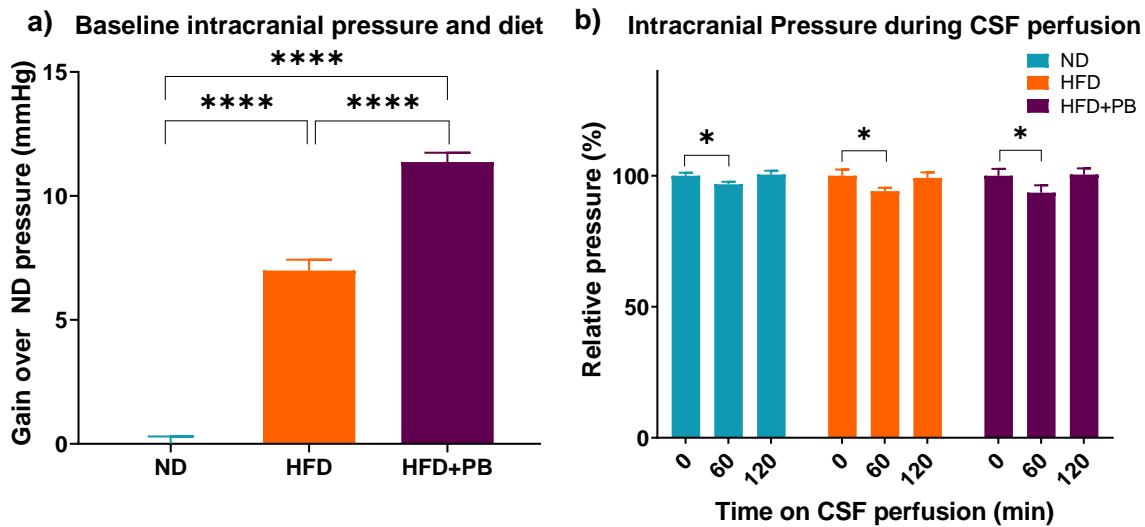 a) Baseline intracranial pressure and diet
Gain over ND pressure (mmHg)
15
10
5
0
****
****
****
ND
HFD
HFD+PB
b) Intracranial Pressure during CSF perfusion
ND
HFD
HFD+PB
Relative pressure (%)
100
50
0
*
*
*
0
60
120
0
60
120
0
60
120
Time on CSF perfusion (min)